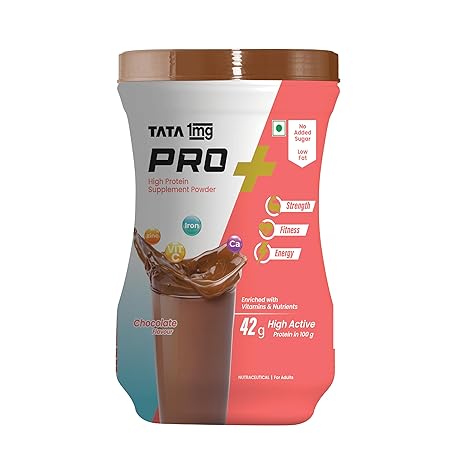 TATA 1mg
PRO+
High Protein
Supplement Powder
No
Added
Sugar
Low
Fat
Strength
Fitness
Energy
Iron
Zinc
VIT
C
Ca
Enriched with
Vitamins & Nutrients
42g High Active
Protein in 100 g
Chocolate
Flavour
NUTRACEUTICAL | For Adults